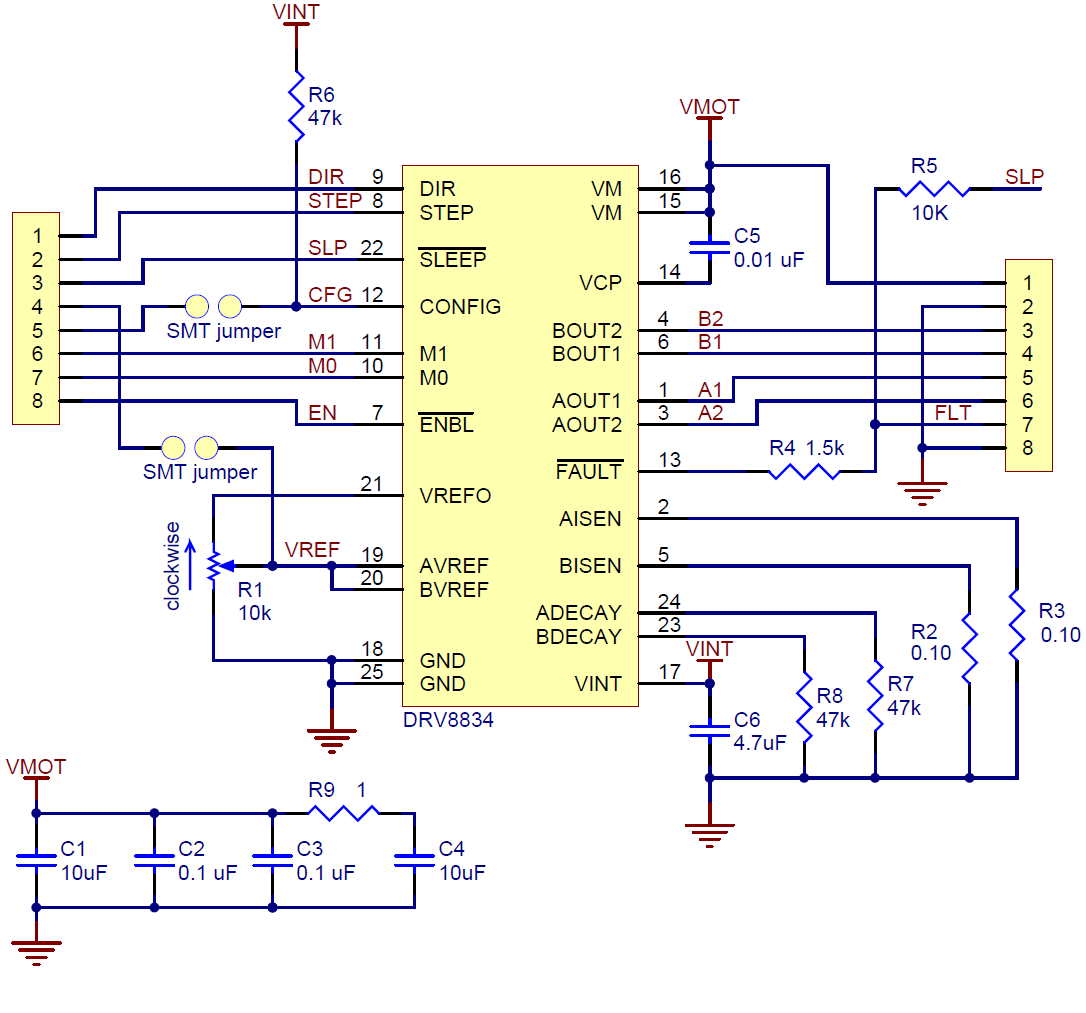 VINT
R6
47k
VMOT
DIR 9 DIR
STEP 8 STEP
SLP 22 SLEEP
CFG 12 CONFIG
SMT jumper
M1 11 M1
M0 10 M0
EN 7 ENBL
SMT jumper
21 VREFO
clockwise
VREF 19 AVREF
20 BVREF
R1
10k
18 GND
25 GND
1
2
3
4
5
6
7
8
VM 16
VM 15
C5
0.01 uF
VCP 14
BOUT2 4 B2
BOUT1 6 B1
AOUT1 1 A1
AOUT2 3 A2
FAULT 13
R4 1.5k
AISEN 2
BISEN 5
ADECAY 24
BDECAY 23
VINT
VINT 17
DRV8834
C6
4.7uF
R8
47k
R7
47k
R2
0.10
R3
0.10
R5
10K
SLP
FLT
1
2
3
4
5
6
7
8
VMOT
R9 1
C1
10uF
C2
0.1 uF
C3
0.1 uF
C4
10uF